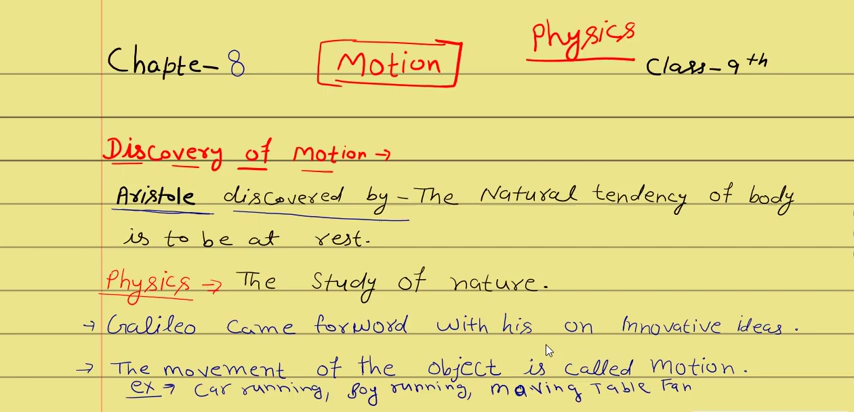 Physics
Chapte-8 Motion Class-9th
Discovery of Motion →
Aristole discovered by - The Natural tendency of body
is to be at rest.
Physics → The Study of nature.
→ Galileo Came forword with his on Innovative ideas.
→ The movement of the object is called Motion.
ex → Car running, Boy running, moving Table Fan